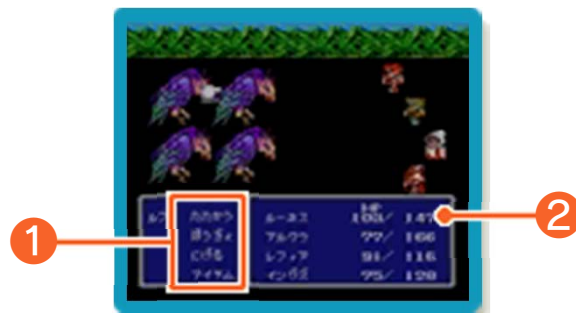 HP
たたかう ルーネス 147
ぼうぎょ アルクゥ 77/ 166
にげる レフィア 91/ 116
アイテム イングズ 75/ 128
1
2